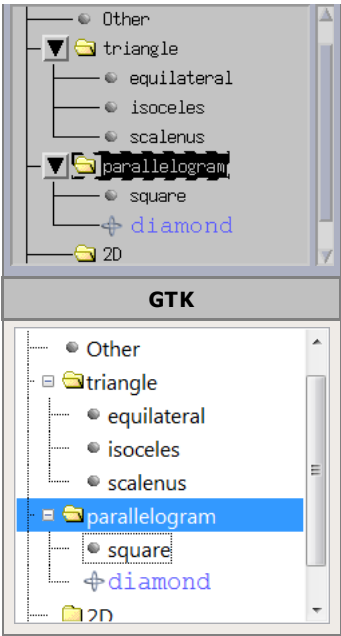 Other
triangle
equilateral
isoceles
scalenus
parallelogram
square
diamond
2D
GTK
Other
triangle
equilateral
isoceles
scalenus
parallelogram
square
diamond
2D